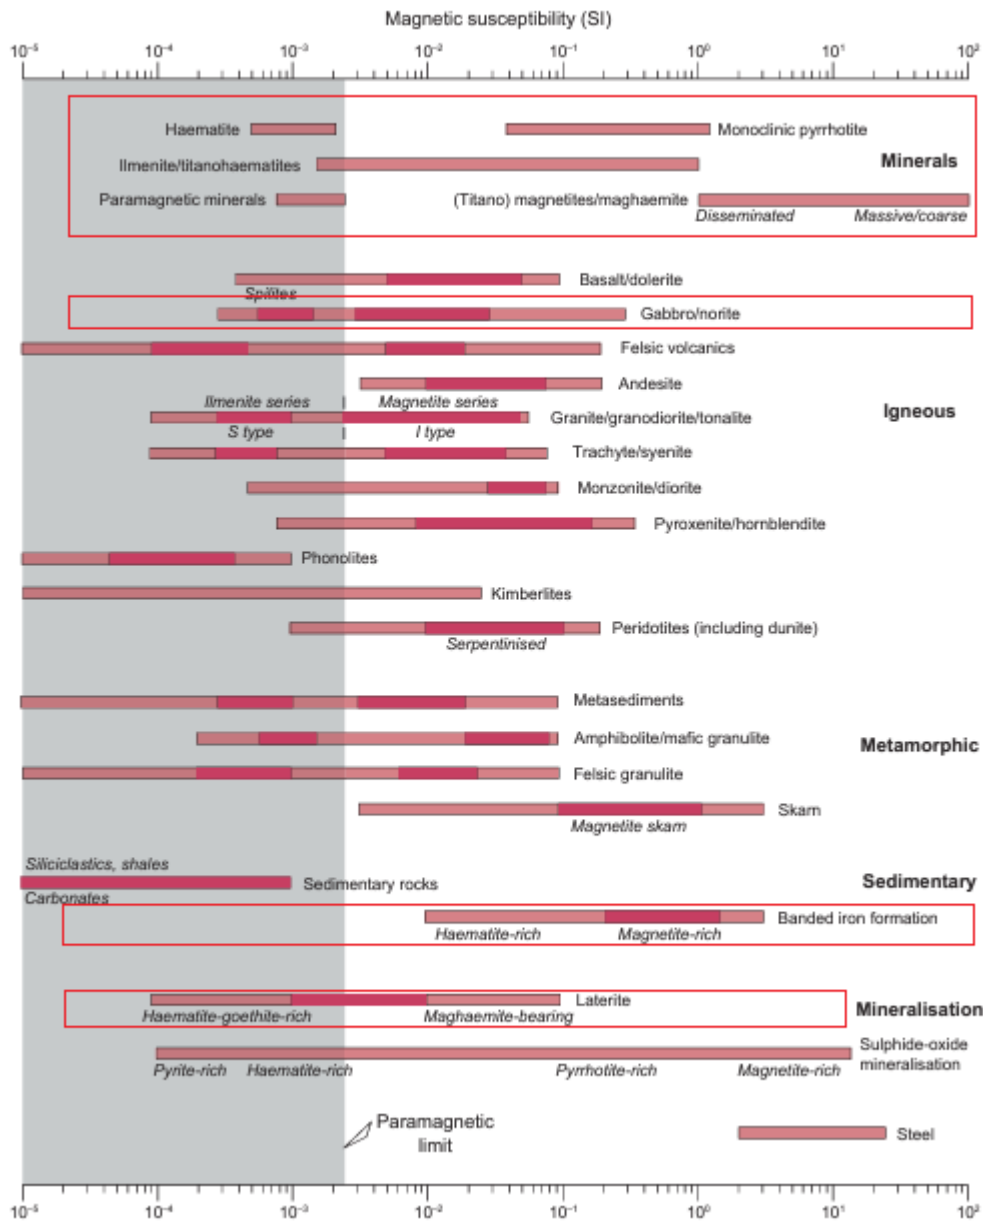 Magnetic susceptibility (SI)
10⁻⁵ 10⁻⁴ 10⁻³ 10⁻² 10⁻¹ 10⁰ 10¹ 10²
Haematite Monoclinic pyrrhotite
Ilmenite/titanohaematites Minerals
Paramagnetic minerals (Titano) magnetites/maghaemite
Disseminated Massive/coarse
Basalt/dolerite
Spilites
Gabbro/norite
Felsic volcanics
Andesite
Ilmenite series Magnetite series
Granite/granodiorite/tonalite Igneous
S type I type
Trachyte/syenite
Monzonite/diorite
Pyroxenite/hornblendite
Phonolites
Kimberlites
Peridotites (including dunite)
Serpentinised
Metasediments
Amphibolite/mafic granulite Metamorphic
Felsic granulite
Skarn
Magnetite skarn
Siliciclastics, shales
Sedimentary rocks Sedimentary
Carbonates
Banded iron formation
Haematite-rich Magnetite-rich
Laterite Mineralisation
Haematite-goethite-rich Maghaemite-bearing
Sulphide-oxide
mineralisation
Pyrite-rich Haematite-rich Pyrrhotite-rich Magnetite-rich
Paramagnetic
limit
Steel
10⁻⁵ 10⁻⁴ 10⁻³ 10⁻² 10⁻¹ 10⁰ 10¹ 10²